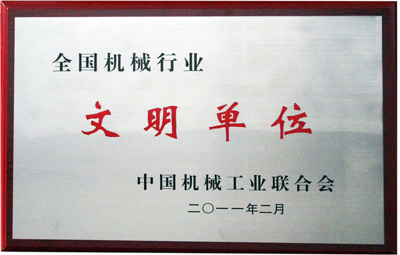 全国机械行业
文明单位
中国机械工业联合会
二〇一一年二月